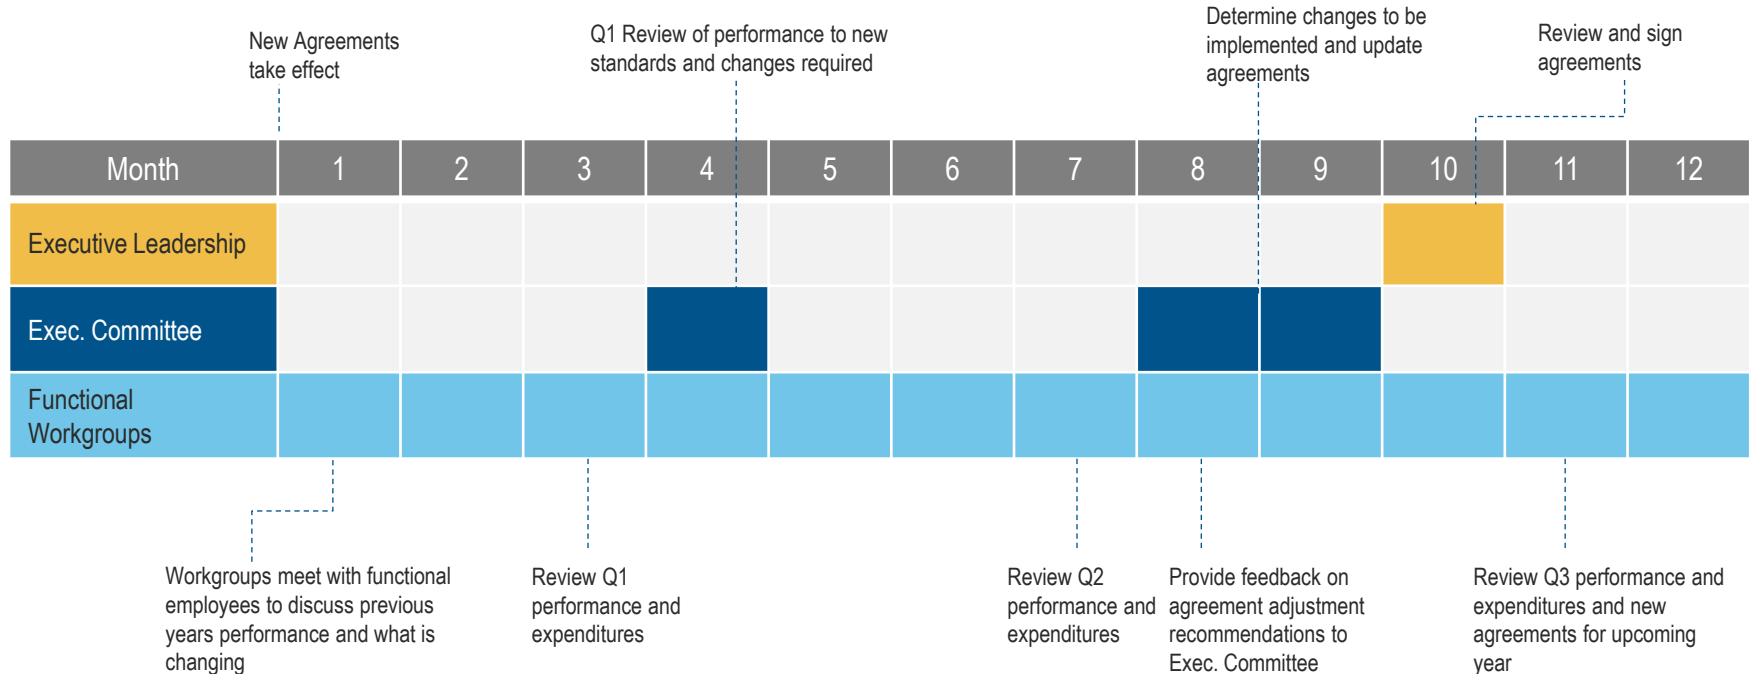 New Agreements
take effect
Q1 Review of performance to new
standards and changes required
Determine changes to be
implemented and update
agreements
Review and sign
agreements
Month 1 2 3 4 5 6 7 8 9 10 11 12
Executive Leadership
Exec. Committee
Functional
Workgroups
Workgroups meet with functional
employees to discuss previous
years performance and what is
changing
Review Q1
performance and
expenditures
Review Q2
performance and
expenditures
Provide feedback on
agreement adjustment
recommendations to
Exec. Committee
Review Q3 performance and
expenditures and new
agreements for upcoming
year